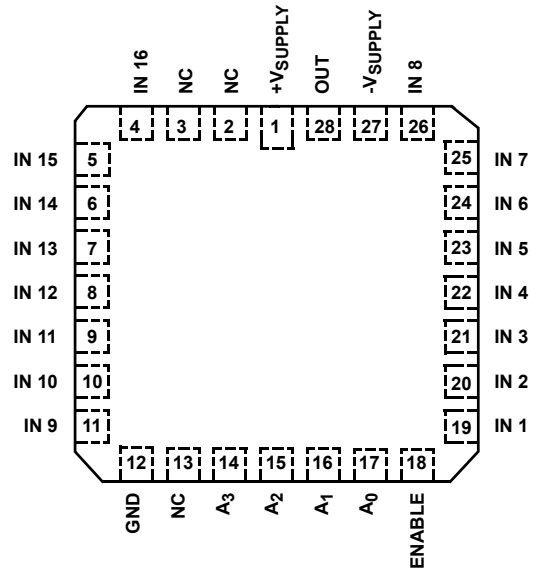 IN 16 NC NC +VSUPPLY OUT -VSUPPLY IN 8
4 3 2 1 28 27 26
IN 15 5 25 IN 7
IN 14 6 24 IN 6
IN 13 7 23 IN 5
IN 12 8 22 IN 4
IN 11 9 21 IN 3
IN 10 10 20 IN 2
IN 9 11 19 IN 1
12 13 14 15 16 17 18
GND NC A3 A2 A1 A0 ENABLE